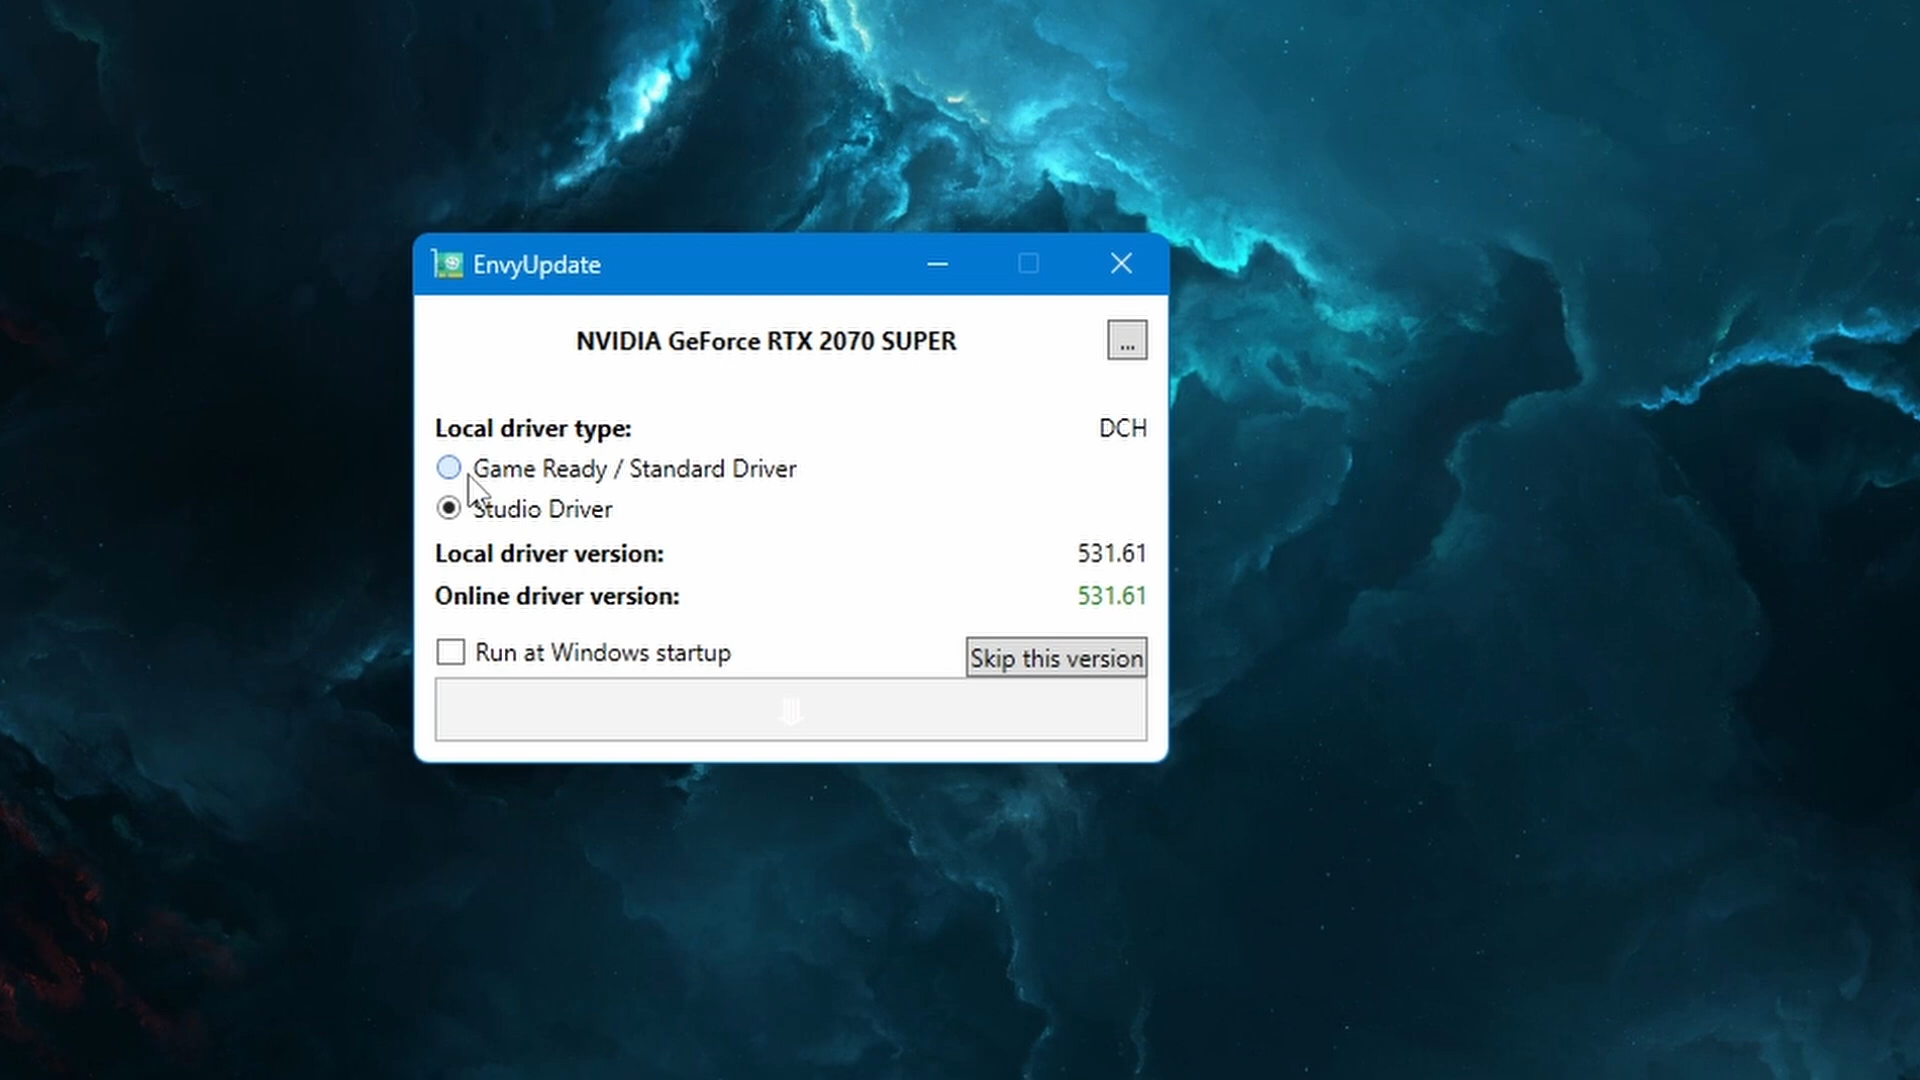 EnvyUpdate
NVIDIA GeForce RTX 2070 SUPER
...
Local driver type: DCH
Game Ready / Standard Driver
Studio Driver
Local driver version: 531.61
Online driver version: 531.61
Run at Windows startup
Skip this version